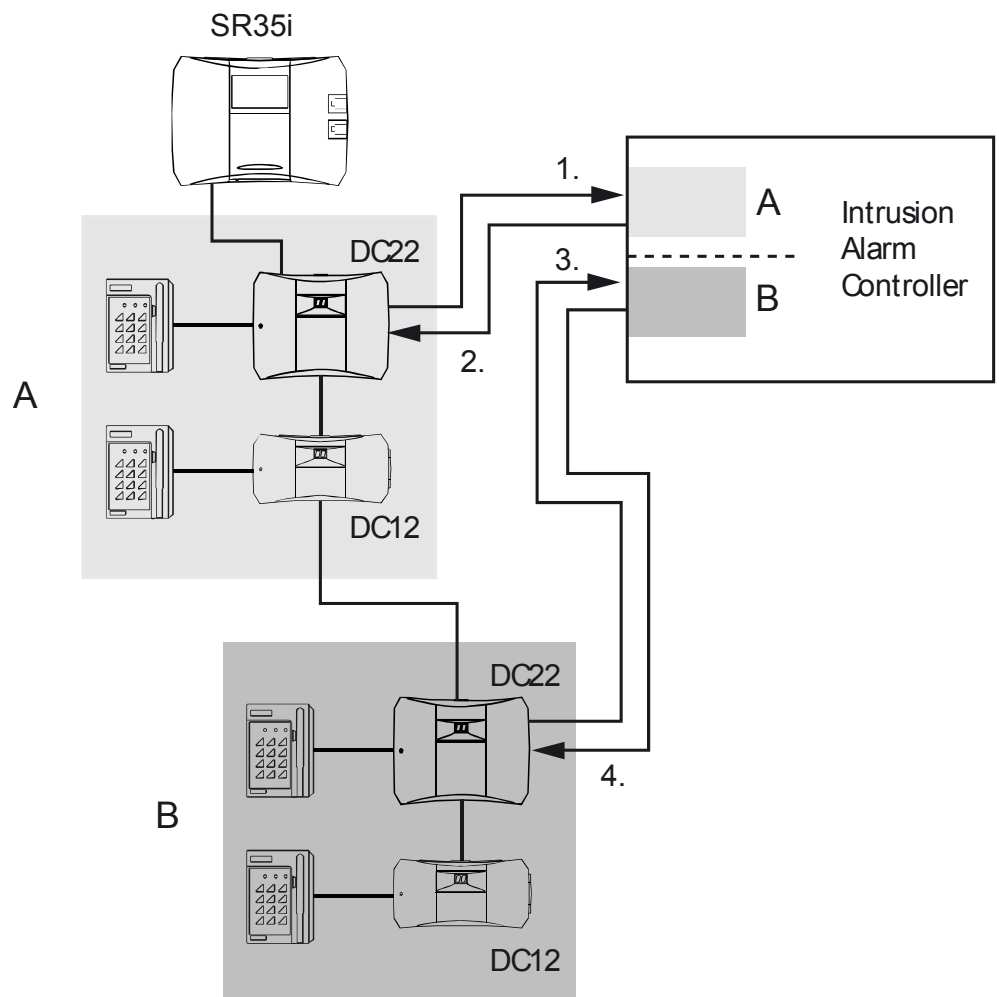 SR35i
1.
A
Intrusion
Alarm
Controller
DC22
3.
B
2.
A
DC12
DC22
4.
B
DC12